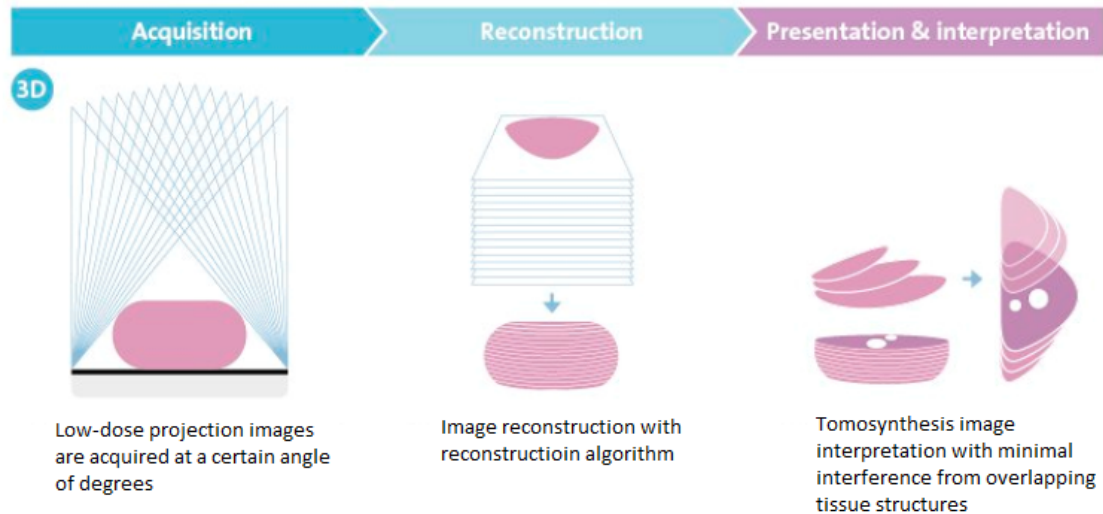 Acquisition
Reconstruction
Presentation & interpretation
3D
Low-dose projection images
are acquired at a certain angle
of degrees
Image reconstruction with
reconstructioin algorithm
Tomosynthesis image
interpretation with minimal
interference from overlapping
tissue structures